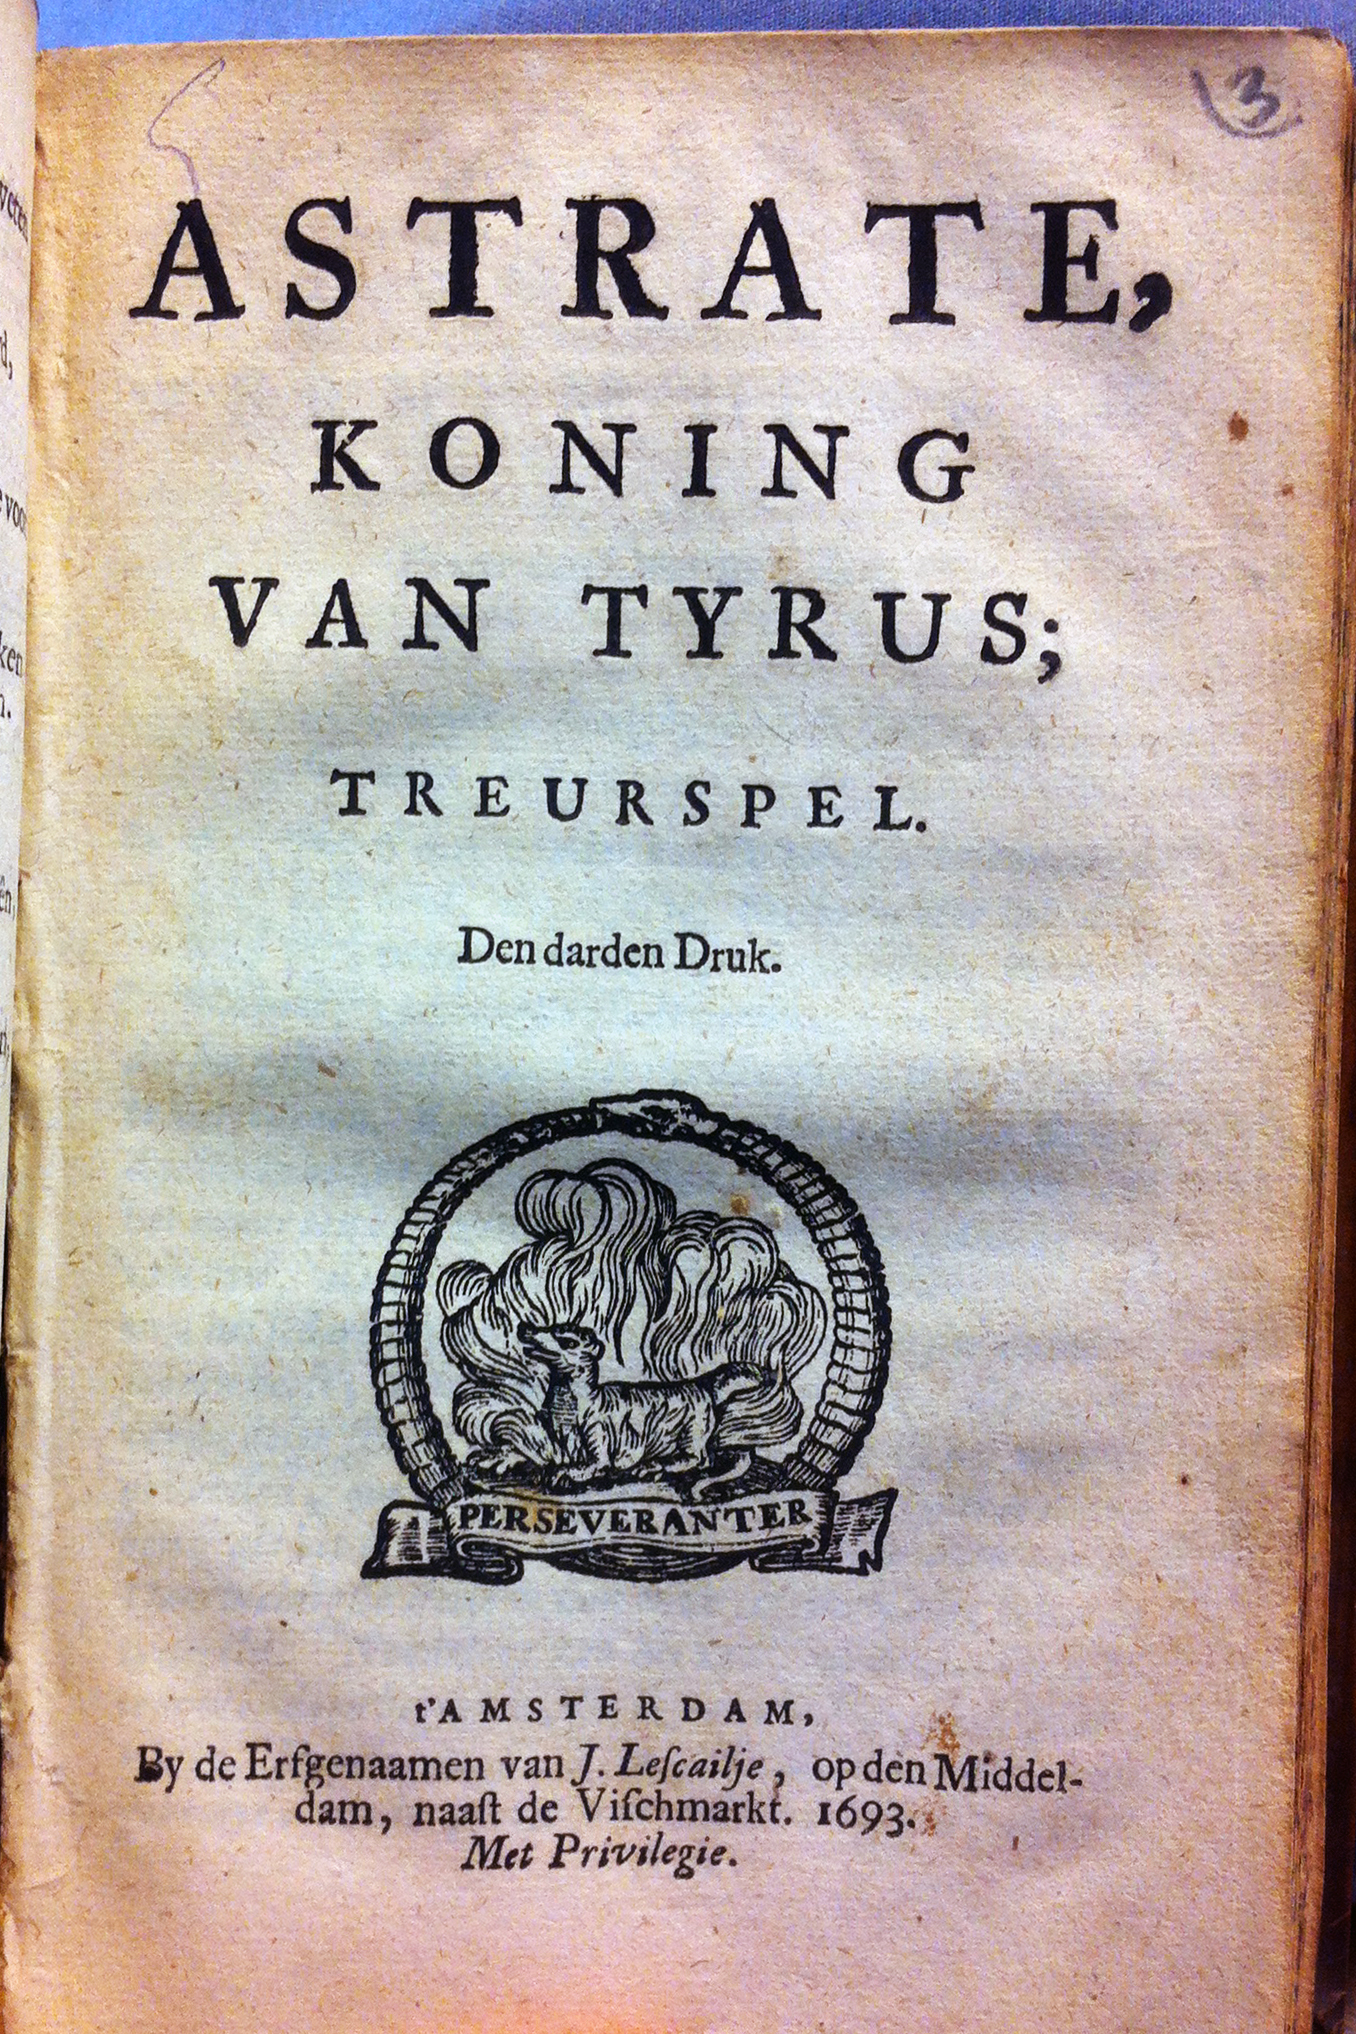 3
ASTRATE,
KONING
VAN TYRUS;
TREURSPEL.
Den darden Druk.
PERSEVERANTER
t'AMSTERDAM,
By de Erfgenaamen van J. Leſcailje, op den Middel-
dam, naaſt de Viſchmarkt. 1693.
Met Privilegie.